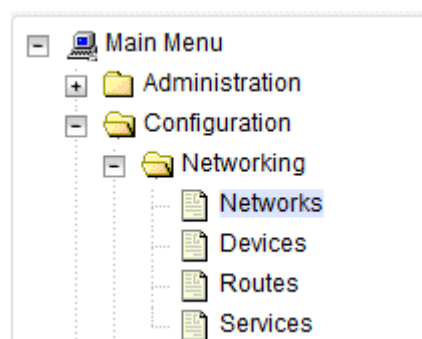 Main Menu
Administration
Configuration
Networking
Networks
Devices
Routes
Services